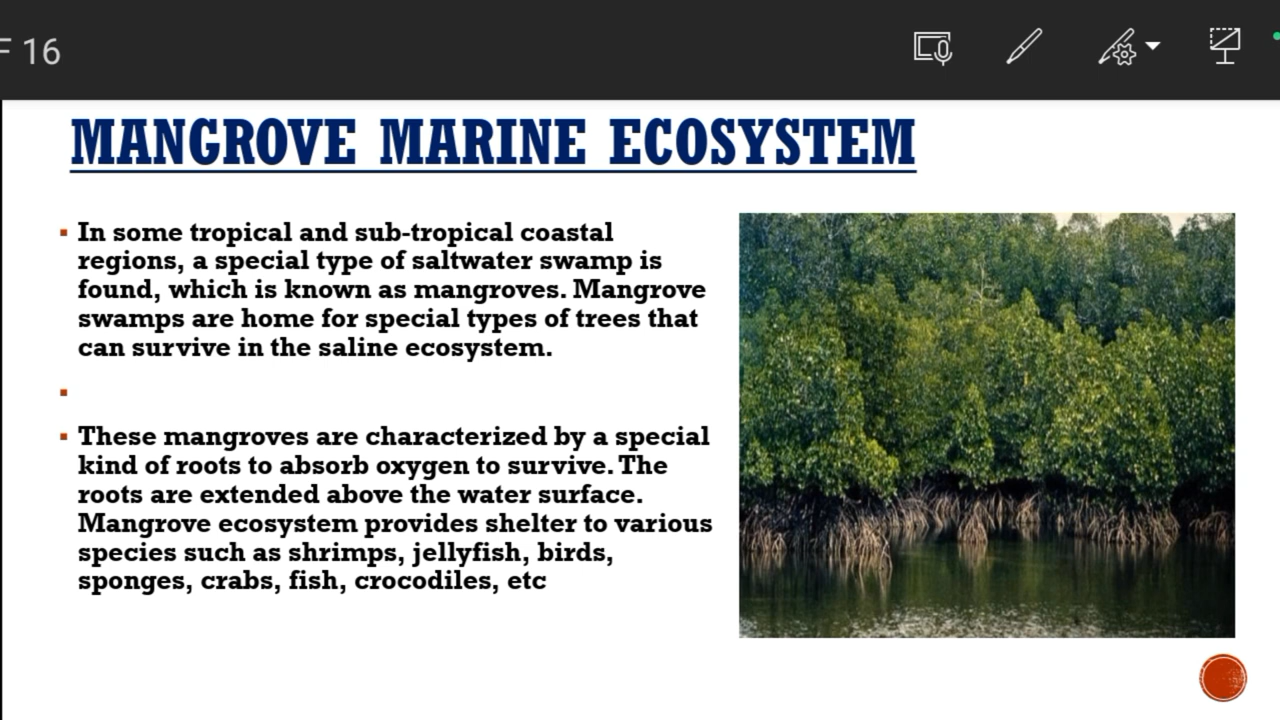 F 16
MANGROVE MARINE ECOSYSTEM
In some tropical and sub-tropical coastal
regions, a special type of saltwater swamp is
found, which is known as mangroves. Mangrove
swamps are home for special types of trees that
can survive in the saline ecosystem.
These mangroves are characterized by a special
kind of roots to absorb oxygen to survive. The
roots are extended above the water surface.
Mangrove ecosystem provides shelter to various
species such as shrimps, jellyfish, birds,
sponges, crabs, fish, crocodiles, etc